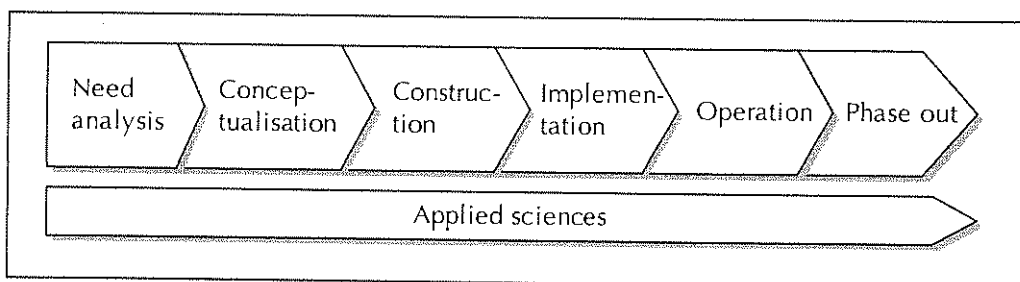 Need
analysis
Concep-
tualisation
Construc-
tion
Implemen-
tation
Operation
Phase out
Applied sciences